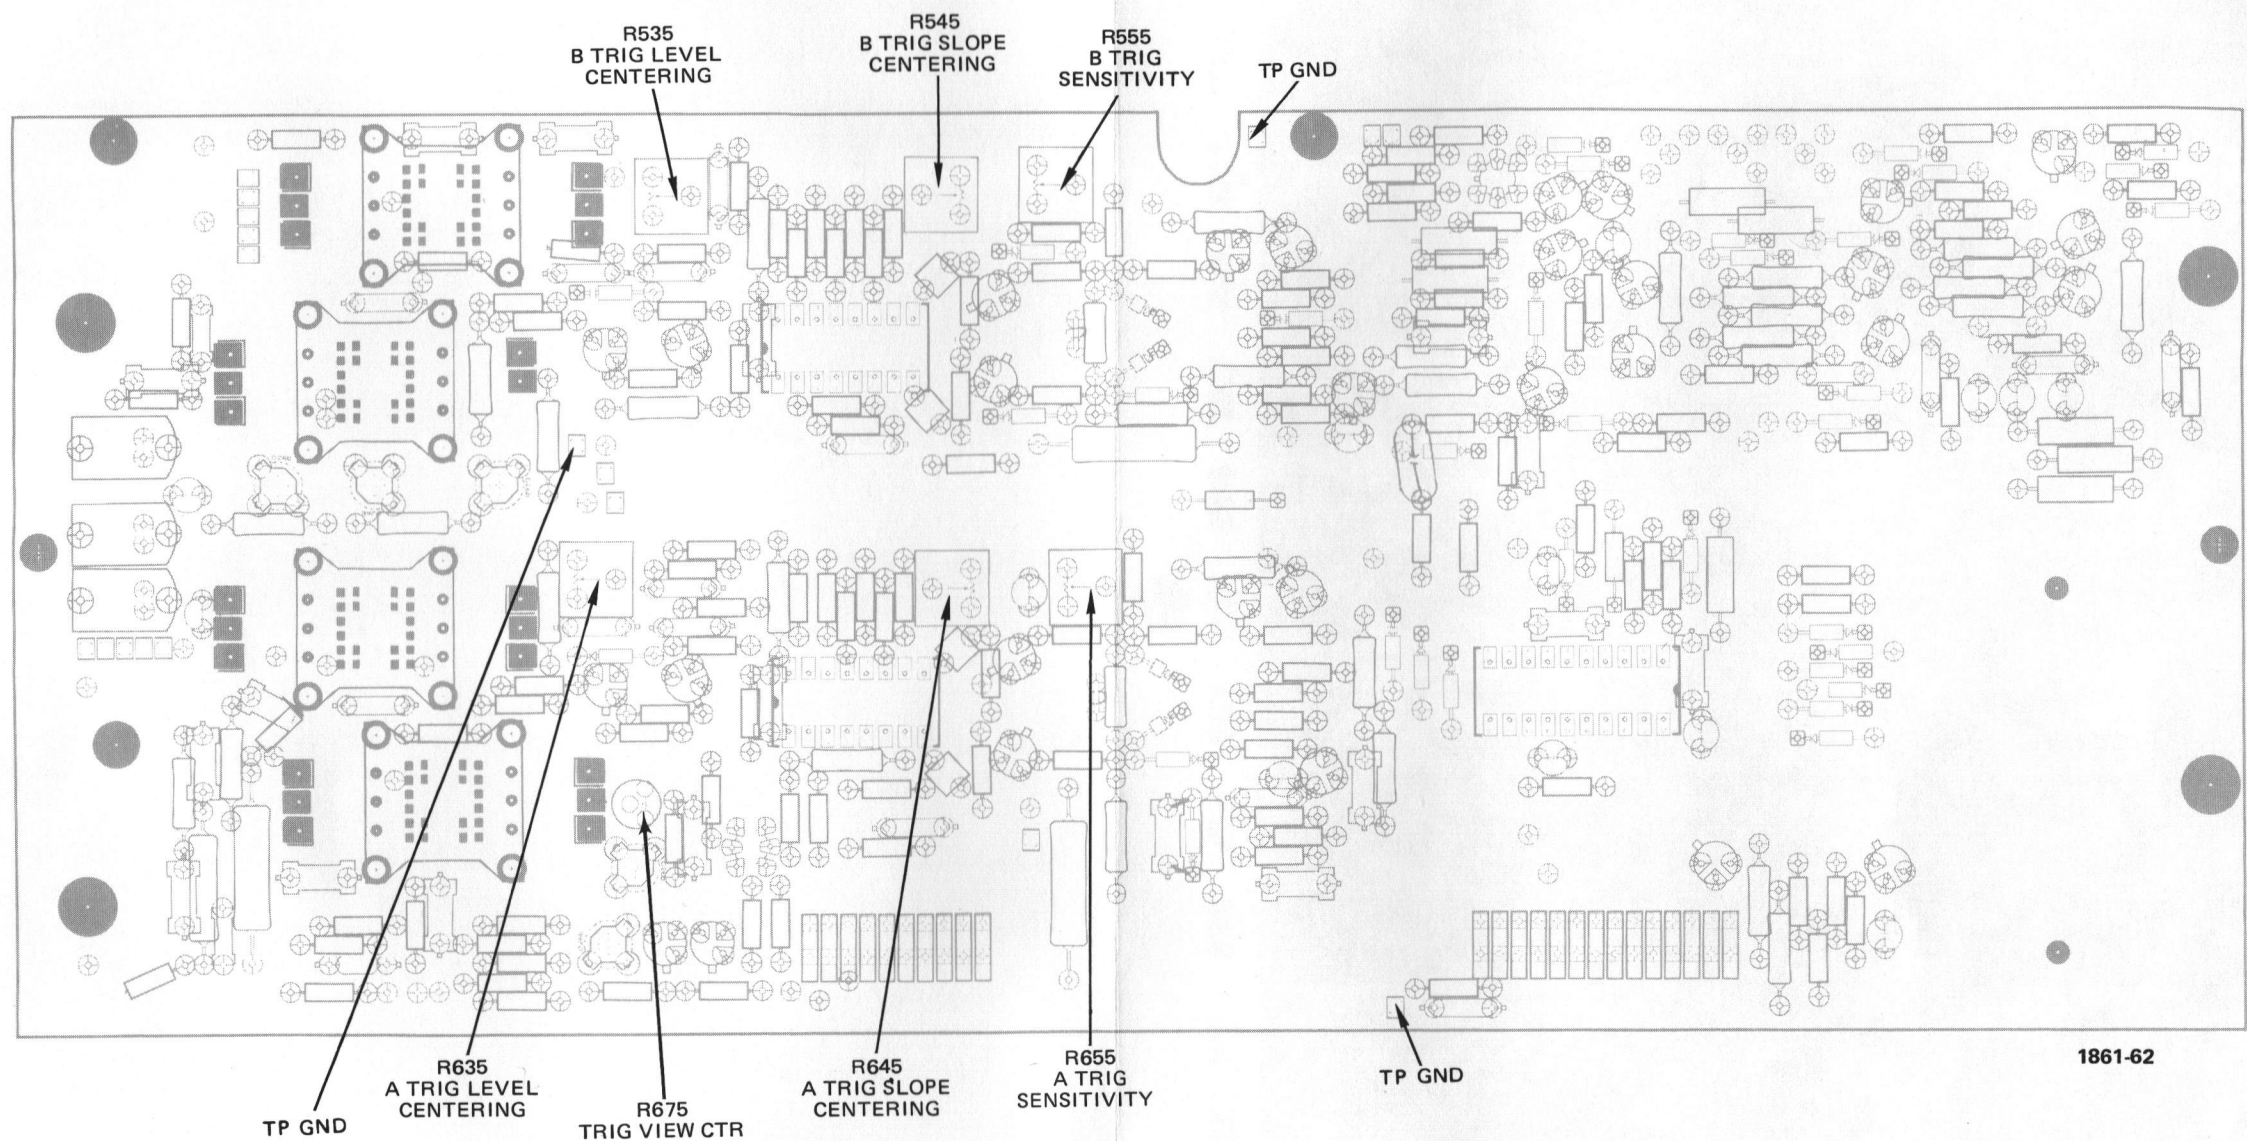 R535
B TRIG LEVEL
CENTERING
R545
B TRIG SLOPE
CENTERING
R555
B TRIG
SENSITIVITY
TP GND
TP GND
R635
A TRIG LEVEL
CENTERING
R675
TRIG VIEW CTR
R645
A TRIG SLOPE
CENTERING
R655
A TRIG
SENSITIVITY
TP GND
1861-62